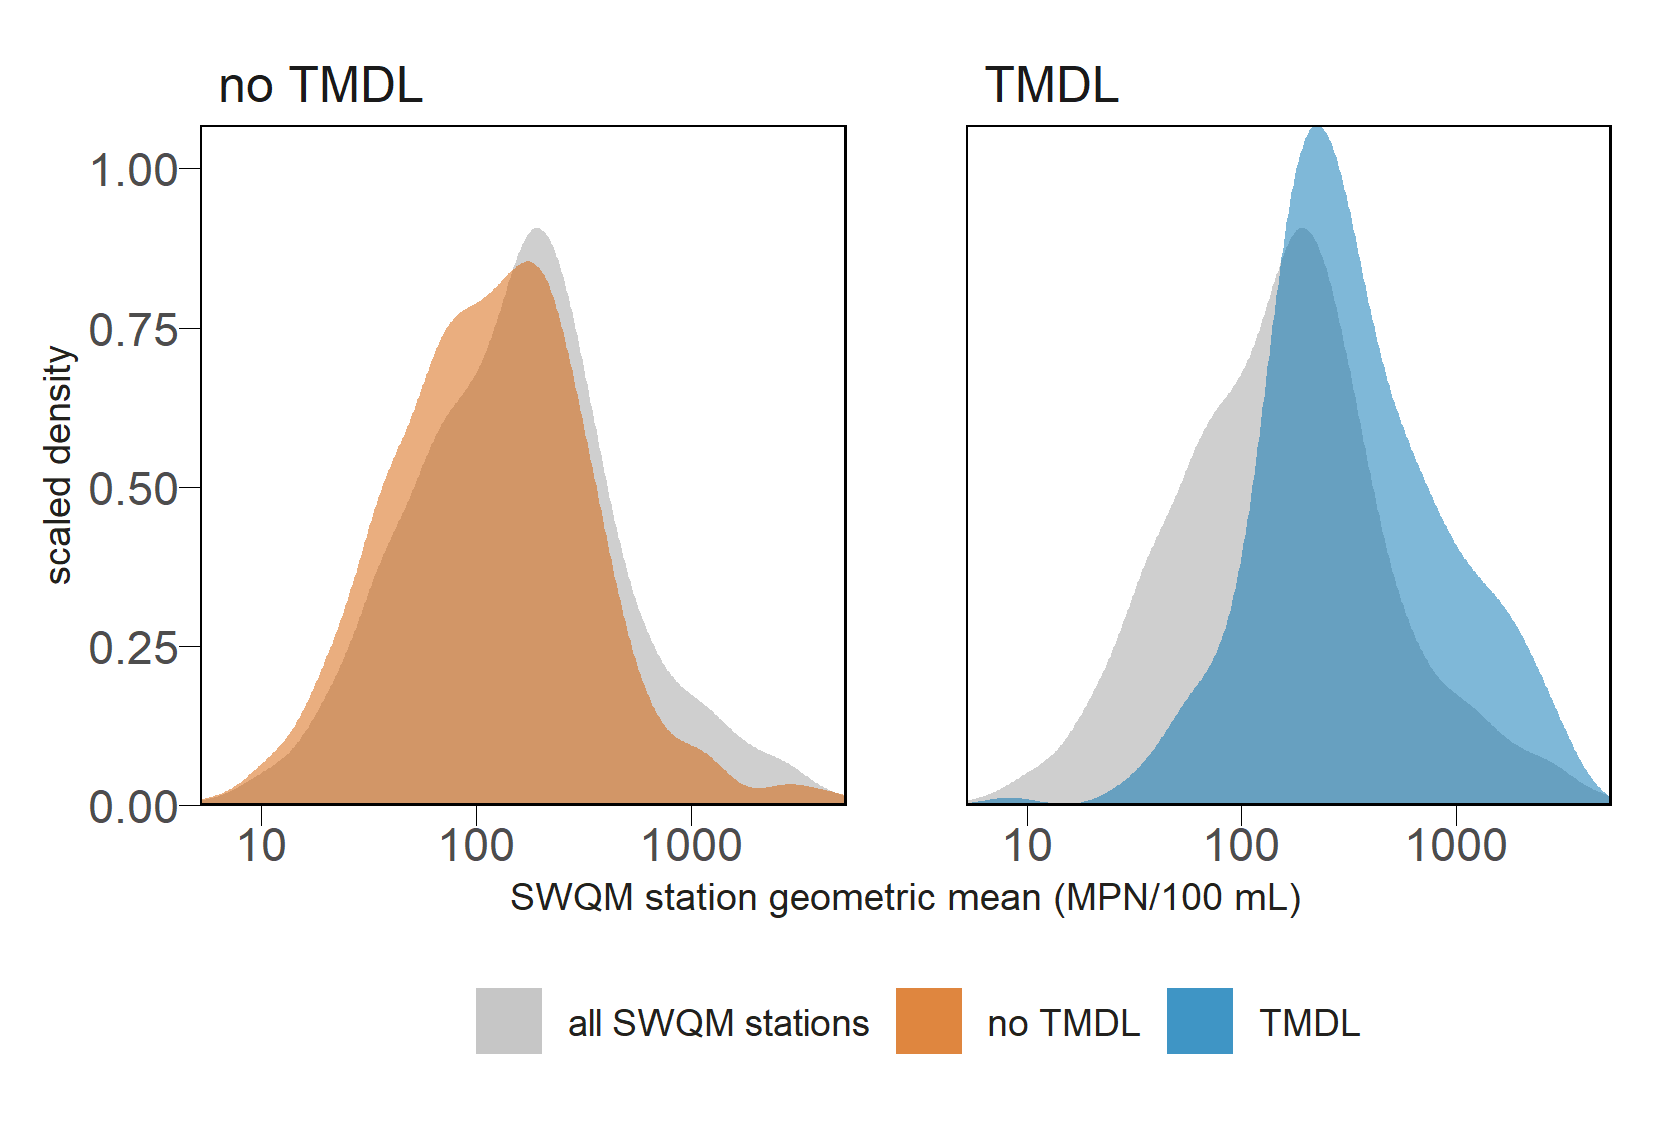 no TMDL
TMDL
1.00
0.75
0.50
0.25
0.00
scaled density
10 100 1000
10 100 1000
SWQM station geometric mean (MPN/100 mL)
all SWQM stations
no TMDL
TMDL